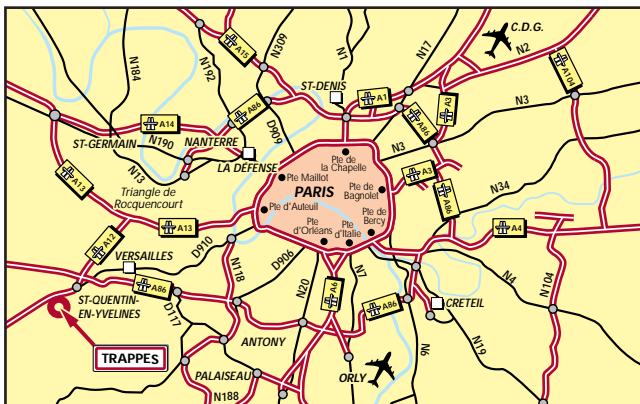 C.D.G.
N184
N192
A15
N309
N1
N17
N2
A104
ST-DENIS
A1
A3
A86
A86
N3
A14
ST-GERMAIN
N190
NANTERRE
D909
N3
LA DÉFENSE
N13
Pte de
la Chapelle
A3
Pte Maillot
PARIS
Pte de
Bagnolet
N34
A13
Triangle de
Rocquencourt
Pte d'Auteuil
Pte de
Bercy
A86
A13
Pte
d'Orléans
Pte
d'Italie
A4
A12
D910
VERSAILLES
N118
D906
N7
N4
N104
ST-QUENTIN-
EN-YVELINES
A86
D117
N20
A6
A86
CRETEIL
TRAPPES
ANTONY
N6
N19
PALAISEAU
ORLY
N188